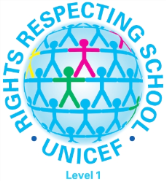 RIGHTS RESPECTING SCHOOL
• UNICEF •
Level 1